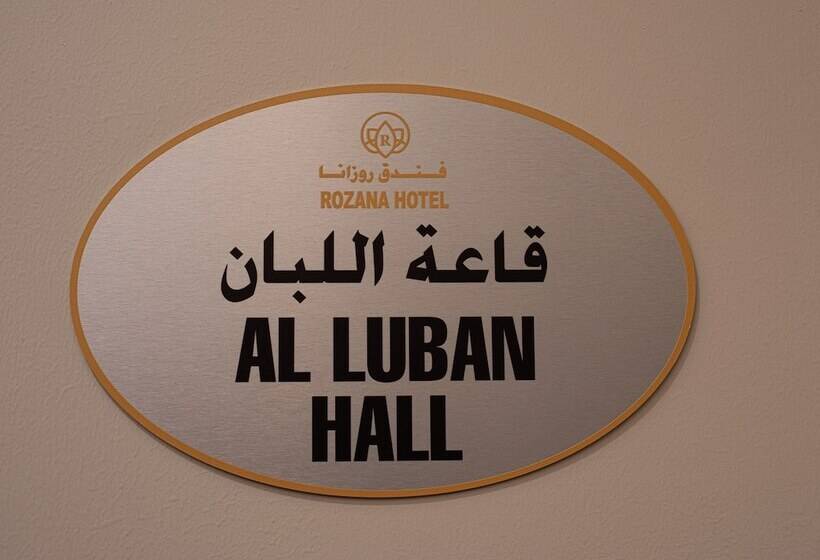 R
فندق روزانا
ROZANA HOTEL
قاعة اللبان
AL LUBAN
HALL